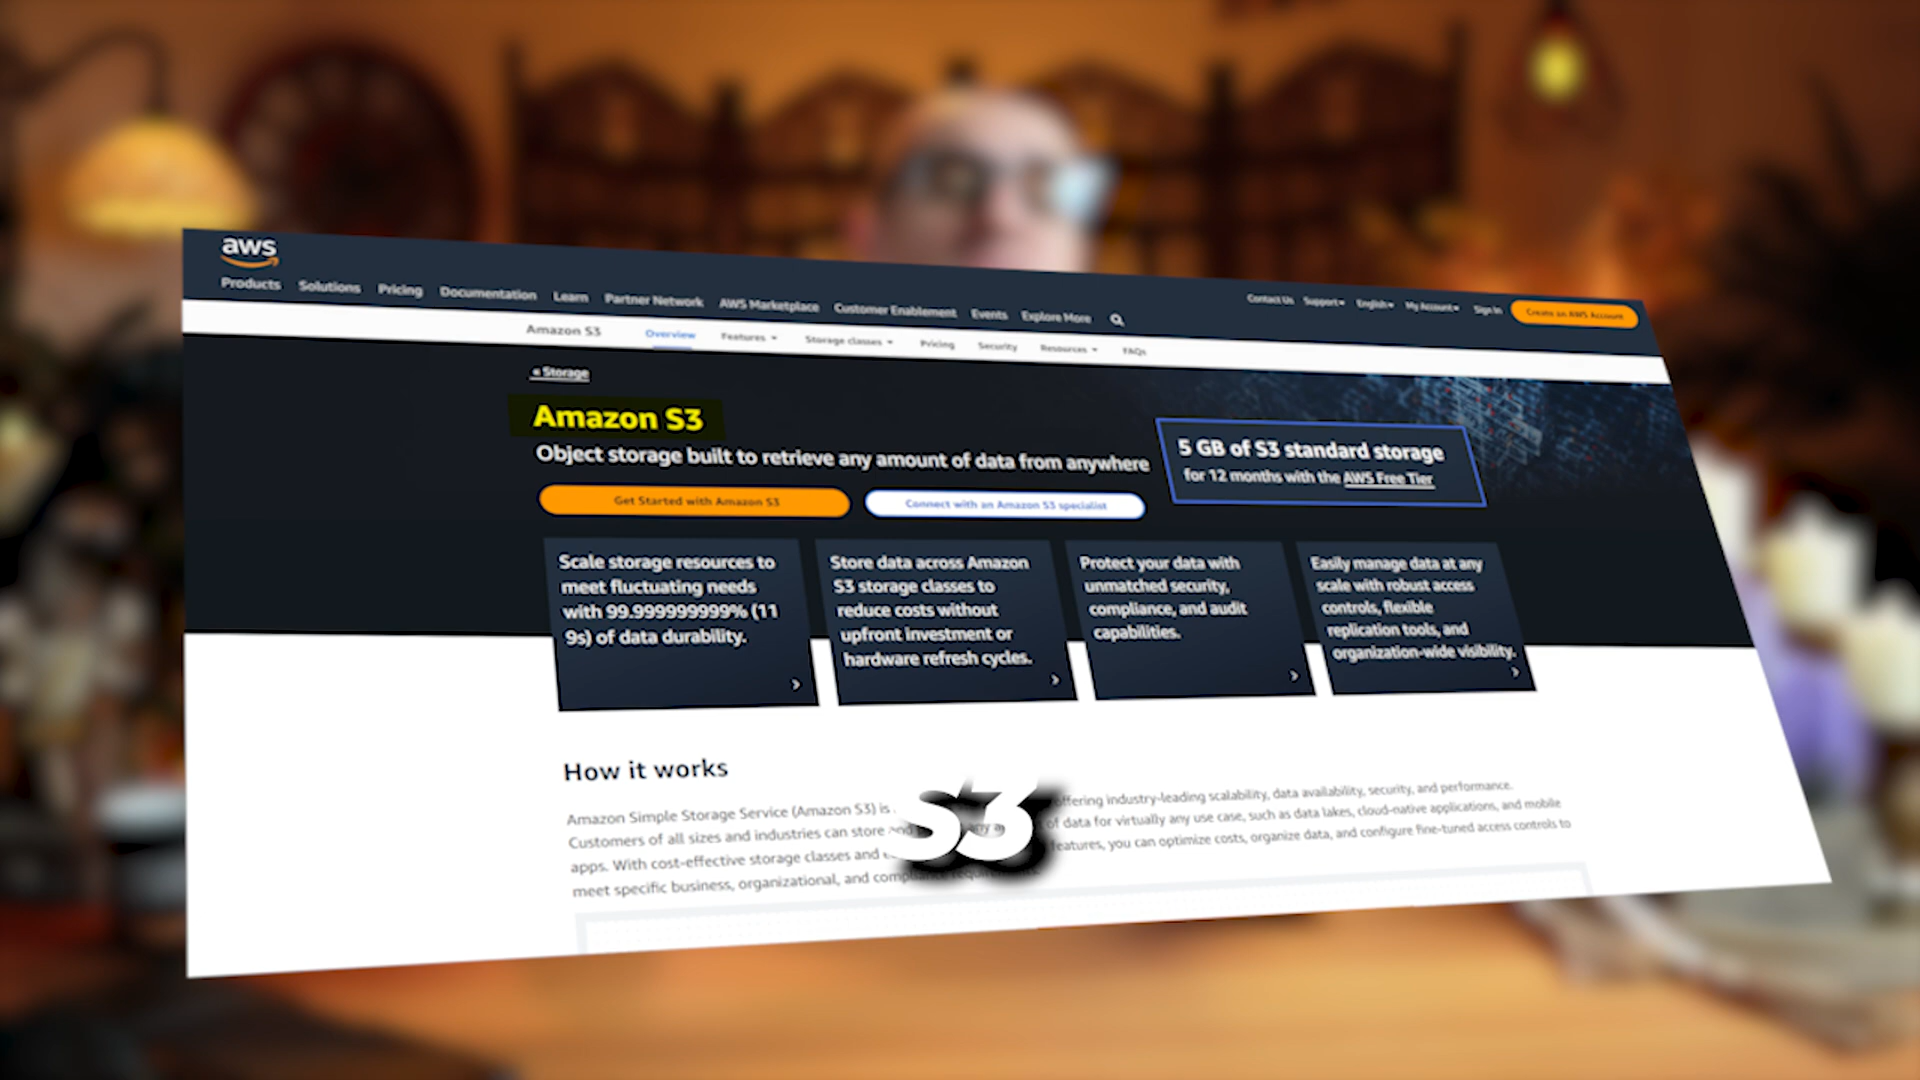 aws
Products Solutions Pricing Documentation Learn Partner Network AWS Marketplace Customer Enablement Events Explore More
Contact Us Support English My Account Sign In Create an AWS Account
Amazon S3 Overview Features Storage classes Pricing Security Resources FAQs
« Storage
Amazon S3
Object storage built to retrieve any amount of data from anywhere
Get Started with Amazon S3 Connect with an Amazon S3 specialist
5 GB of S3 standard storage
for 12 months with the AWS Free Tier
Scale storage resources to
meet fluctuating needs
with 99.999999999% (11
9s) of data durability.
Store data across Amazon
S3 storage classes to
reduce costs without
upfront investment or
hardware refresh cycles.
Protect your data with
unmatched security,
compliance, and audit
capabilities.
Easily manage data at any
scale with robust access
controls, flexible
replication tools, and
organization-wide visibility.
How it works
Amazon Simple Storage Service (Amazon S3) is offering industry-leading scalability, data availability, security, and performance.
Customers of all sizes and industries can store and any of data for virtually any use case, such as data lakes, cloud-native applications, and mobile
apps. With cost-effective storage classes and features, you can optimize costs, organize data, and configure fine-tuned access controls to
meet specific business, organizational, and compliance
S3